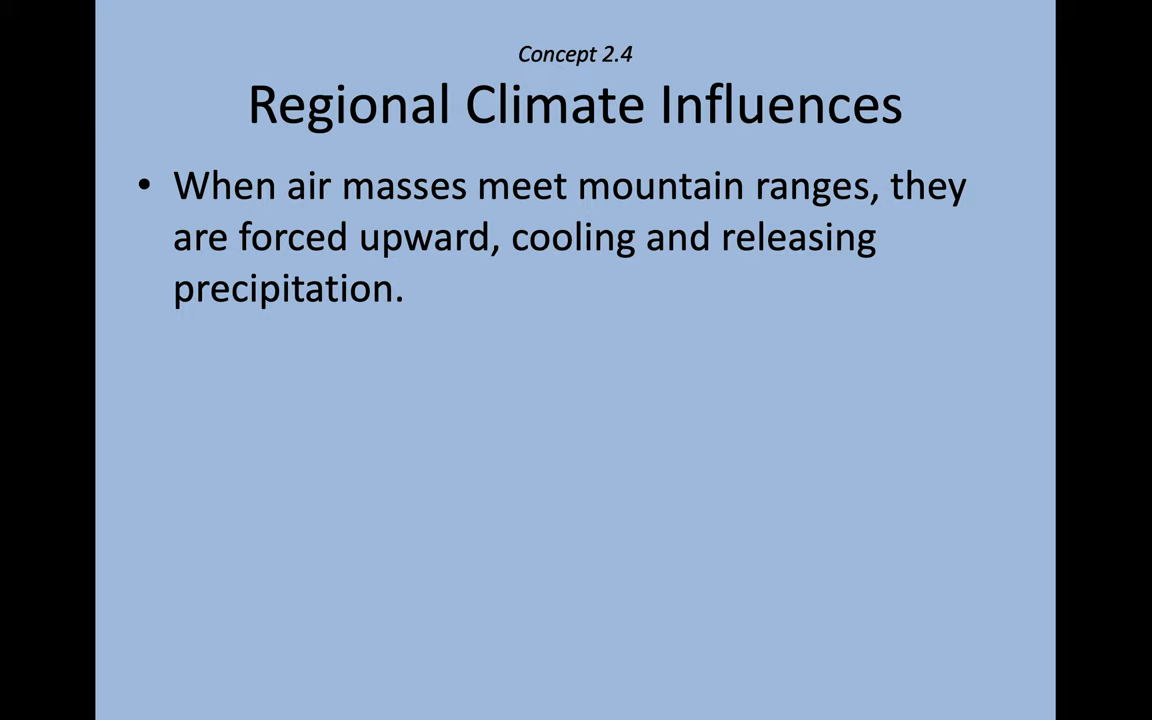 Concept 2.4
Regional Climate Influences
• When air masses meet mountain ranges, they
are forced upward, cooling and releasing
precipitation.